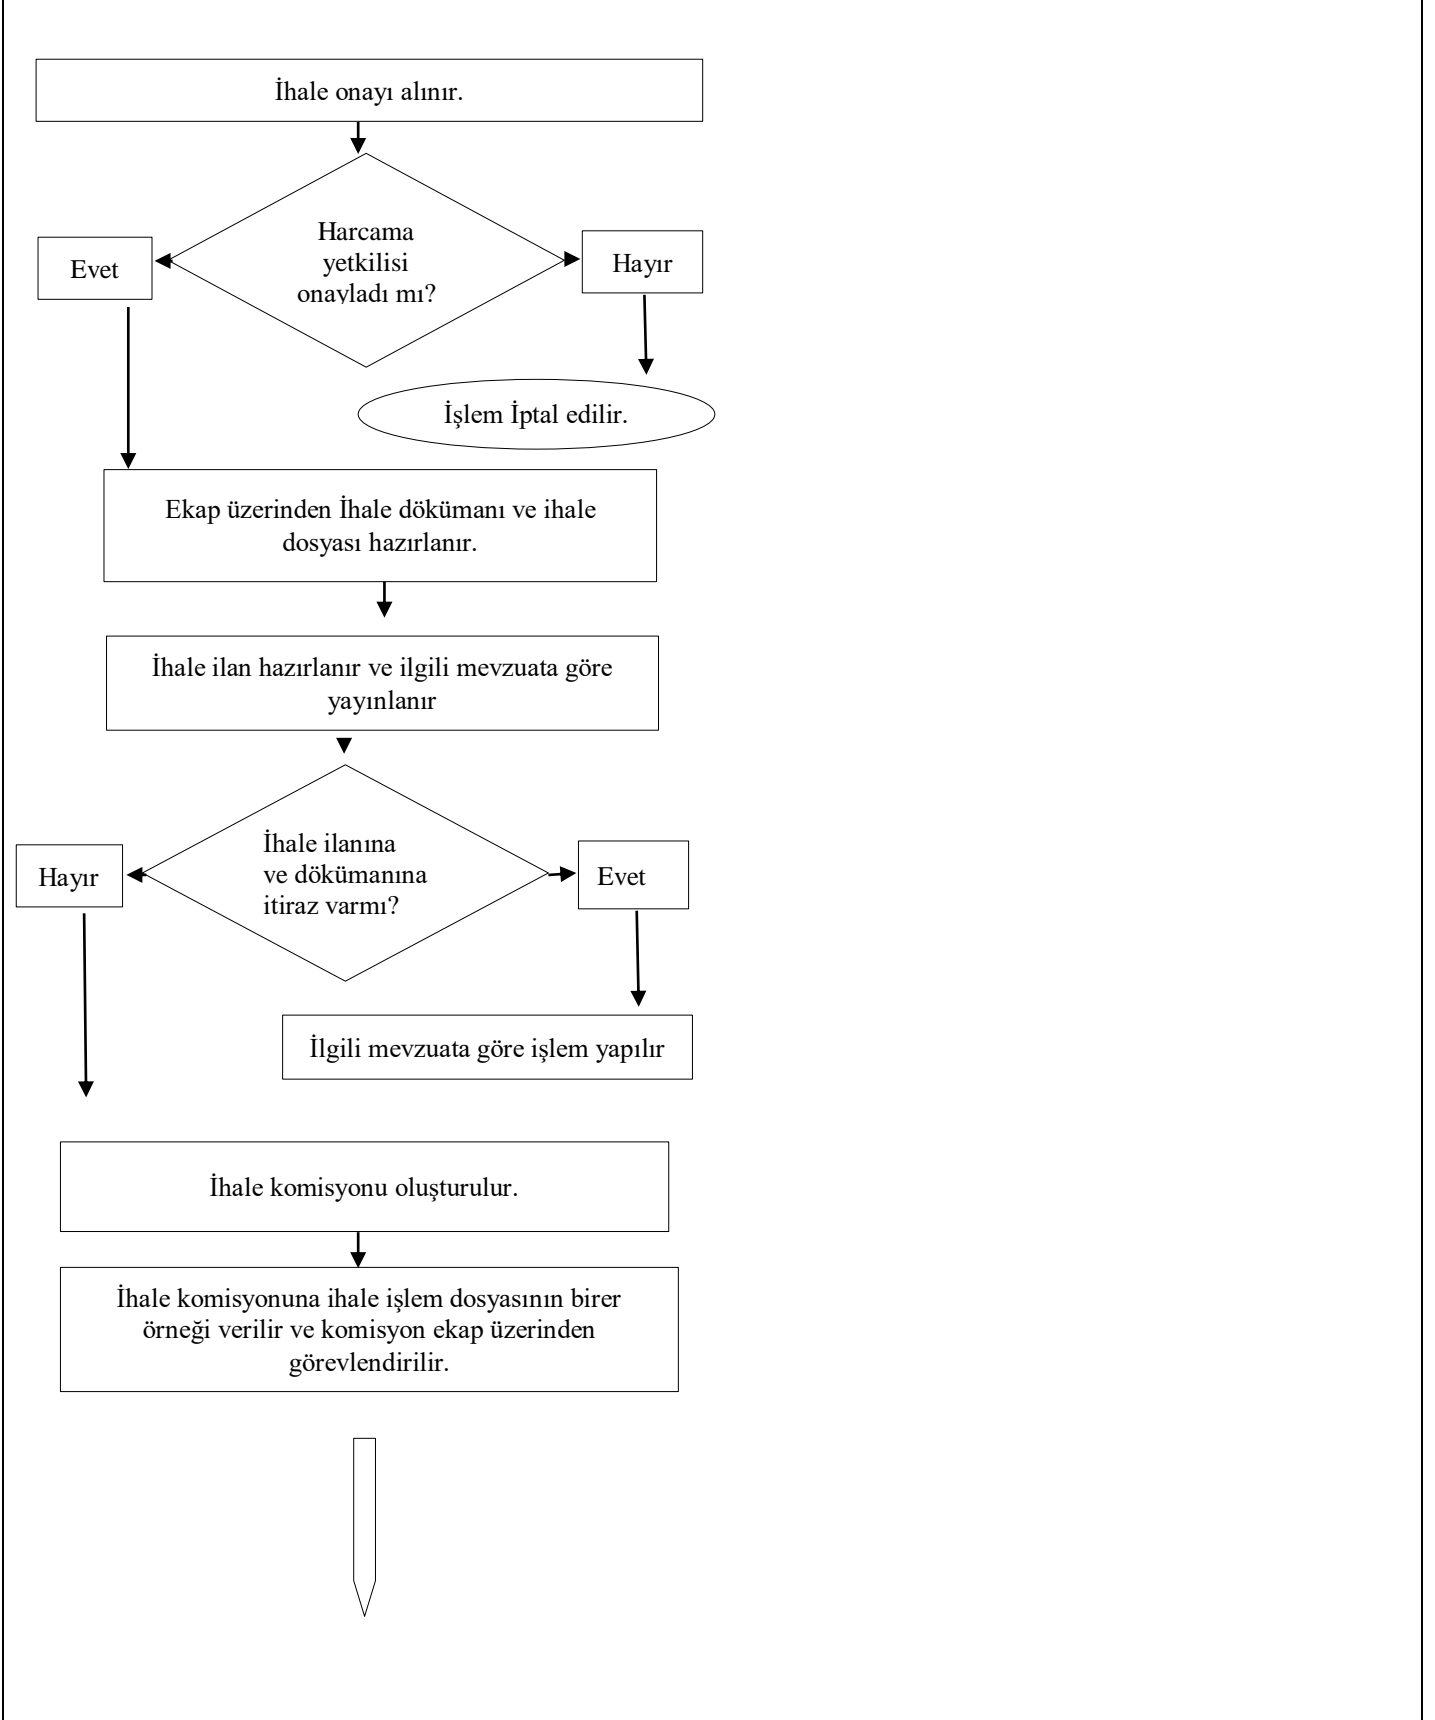 İhale onayı alınır.
Harcama
yetkilisi
onayladı mı?
Evet
Hayır
İşlem İptal edilir.
Ekap üzerinden İhale dökümanı ve ihale
dosyası hazırlanır.
İhale ilan hazırlanır ve ilgili mevzuata göre
yayınlanır
İhale ilanına
ve dökümanına
itiraz varmı?
Hayır
Evet
İlgili mevzuata göre işlem yapılır
İhale komisyonu oluşturulur.
İhale komisyonuna ihale işlem dosyasının birer
örneği verilir ve komisyon ekap üzerinden
görevlendirilir.